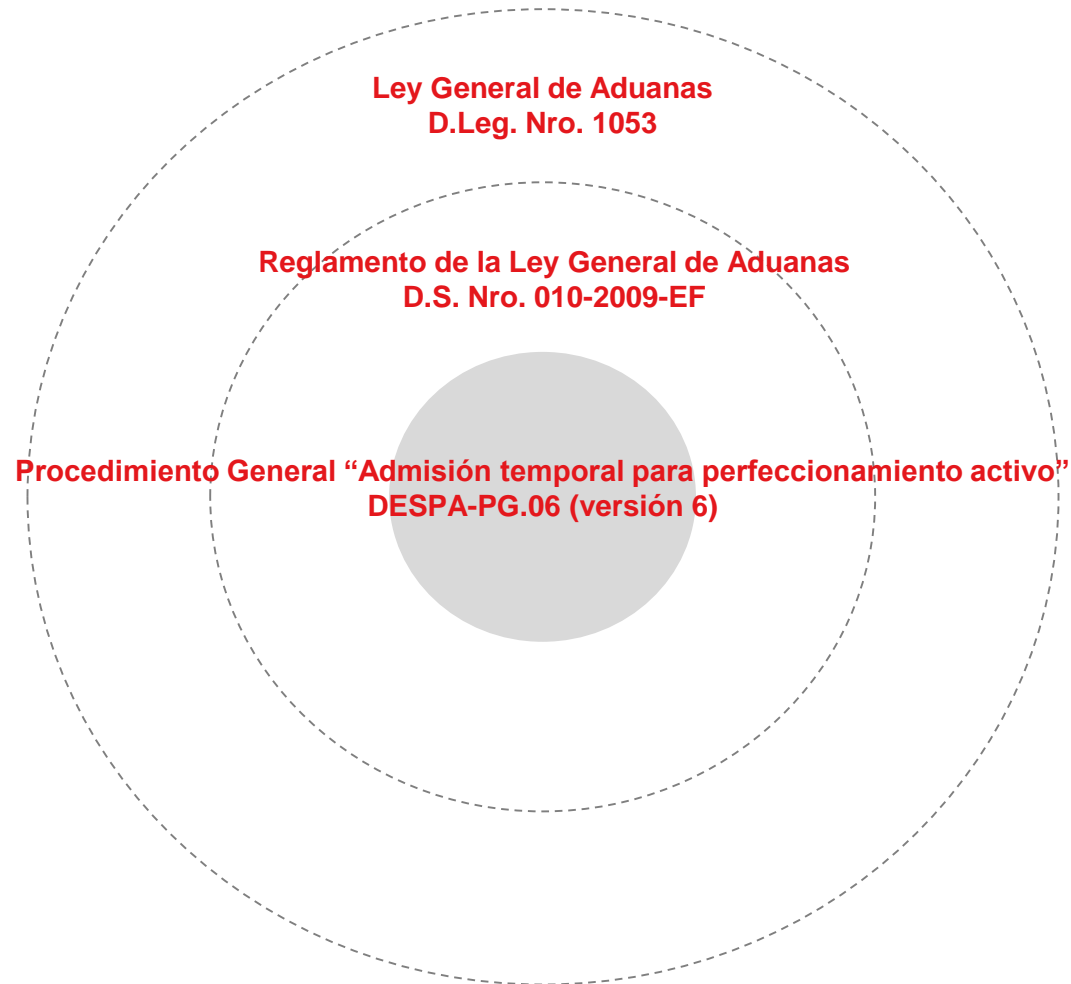 Ley General de Aduanas
D.Leg. Nro. 1053
Reglamento de la Ley General de Aduanas
D.S. Nro. 010-2009-EF
Procedimiento General “Admisión temporal para perfeccionamiento activo”
DESPA-PG.06 (versión 6)